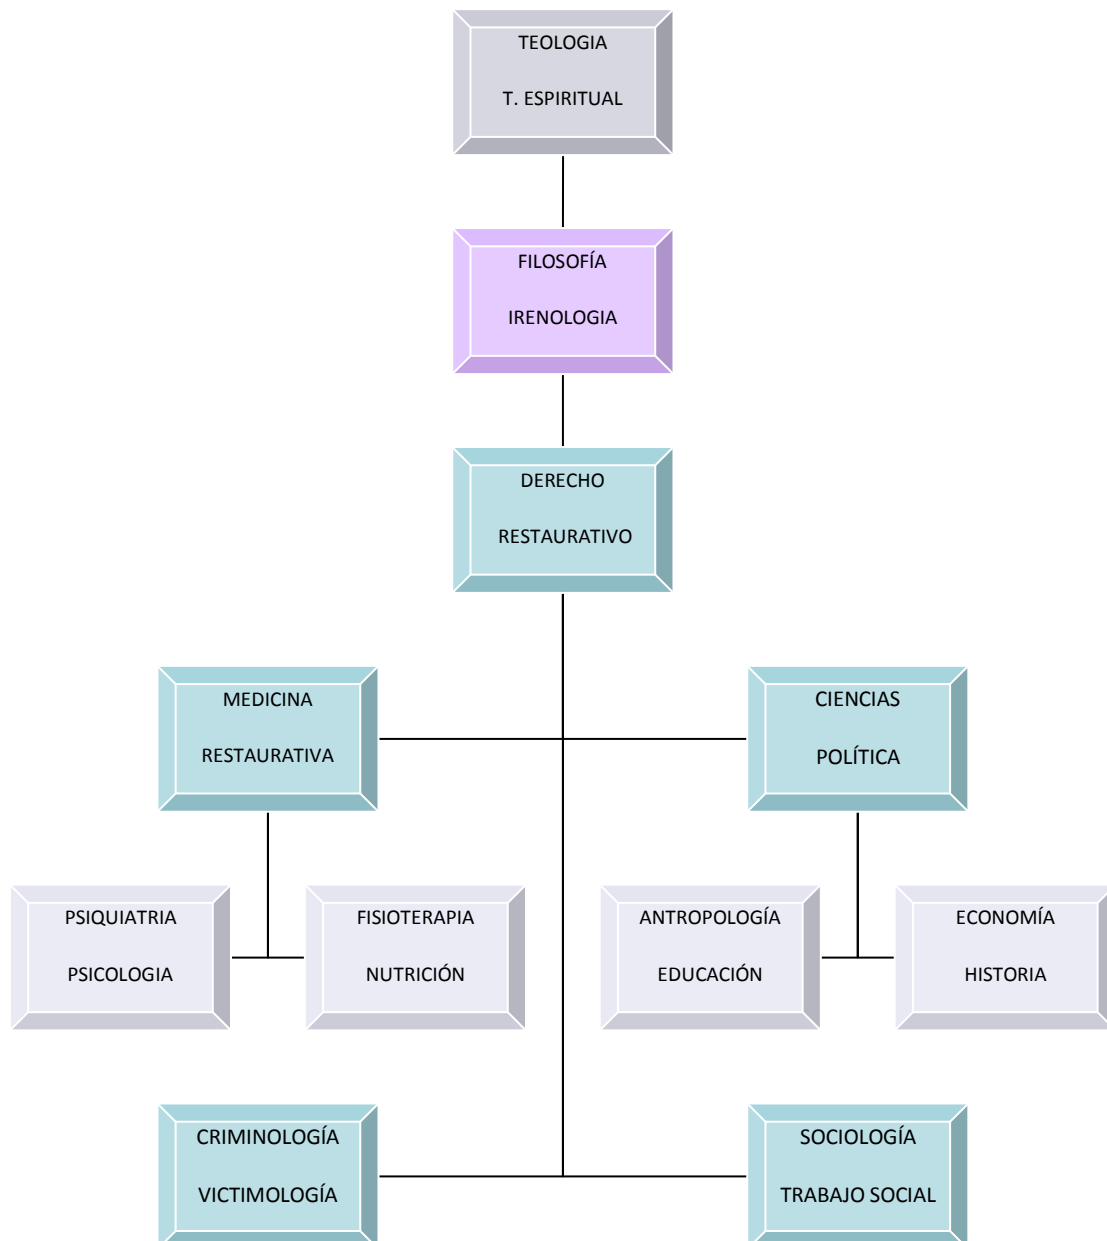 TEOLOGIA
T. ESPIRITUAL
FILOSOFÍA
IRENOLOGIA
DERECHO
RESTAURATIVO
MEDICINA
RESTAURATIVA
CIENCIAS
POLÍTICA
PSIQUIATRIA
PSICOLOGIA
FISIOTERAPIA
NUTRICIÓN
ANTROPOLOGÍA
EDUCACIÓN
ECONOMÍA
HISTORIA
CRIMINOLOGÍA
VICTIMOLOGÍA
SOCIOLOGÍA
TRABAJO SOCIAL